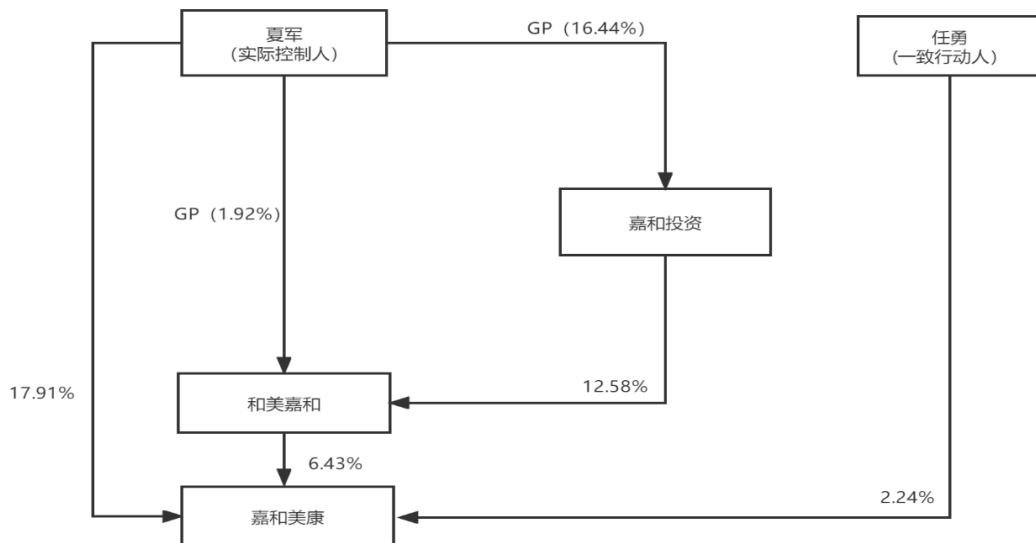 夏军
（实际控制人）
GP（16.44%）
任勇
(一致行动人）
GP（1.92%）
嘉和投资
17.91%
和美嘉和
12.58%
6.43%
嘉和美康
2.24%